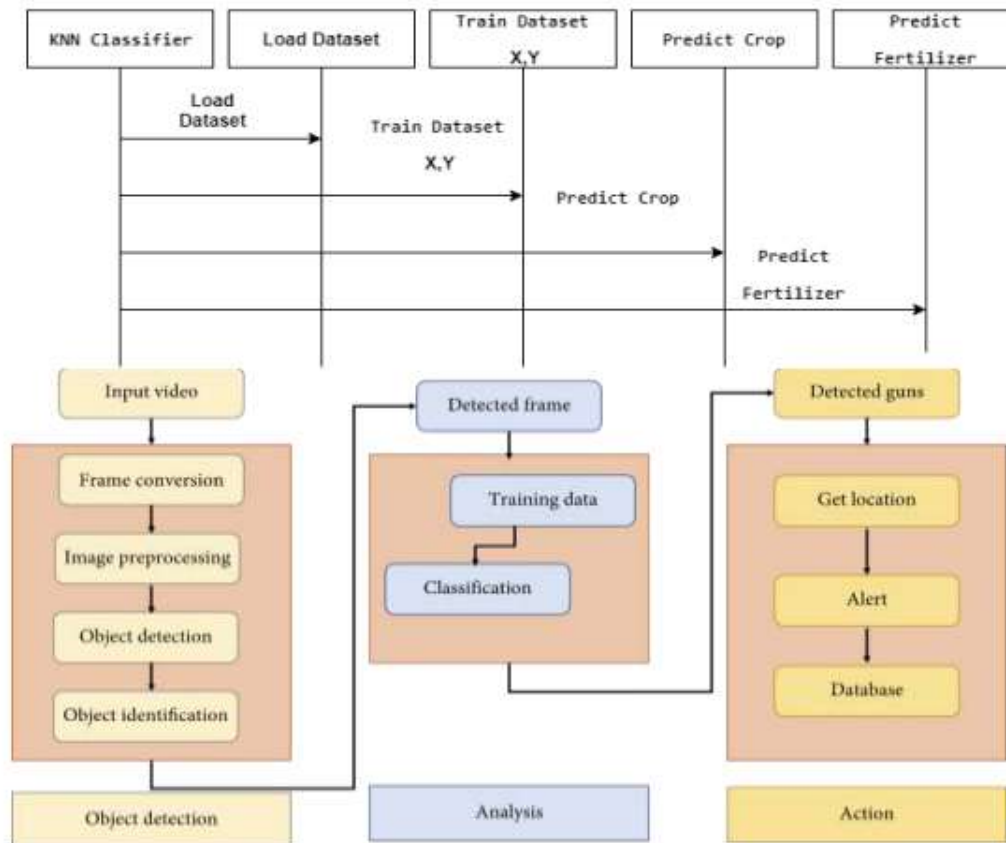 KNN Classifier
Load Dataset
Train Dataset
X,Y
Predict Crop
Predict
Fertilizer
Load
Dataset
Train Dataset
X,Y
Predict Crop
Predict
Fertilizer
Input video
Frame conversion
Image preprocessing
Object detection
Object identification
Object detection
Detected frame
Training data
Classification
Analysis
Detected guns
Get location
Alert
Database
Action